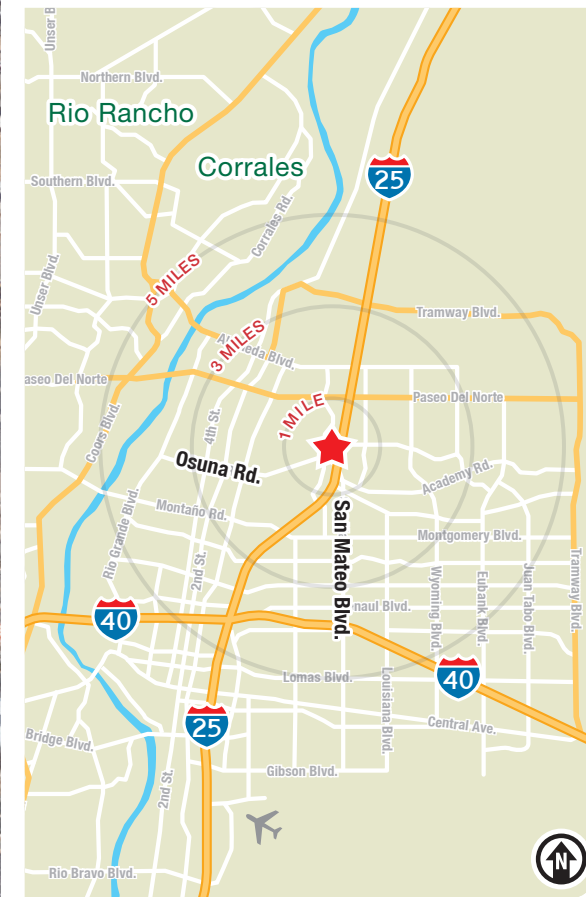 Unser B
Northern Blvd.
Rio Rancho
Corrales
25
Southern Blvd.
Corrales Rd.
Unser Blvd.
5 MILES
Tramway Blvd.
3 MILES
Blvd.
aseo Del Norte
Paseo Del Norte
1 MILE
4th St.
Coors Blvd.
Osuna Rd.
Academy Rd.
Montaño Rd.
San Mateo Blvd.
Rio Grande Blvd.
Montgomery Blvd.
2nd St.
Wyoming Blvd.
Eubank Blvd.
Juan Tabo Blvd.
Tramway Blvd.
40
enaul Blvd.
Lomas Blvd.
40
Louisiana Blvd.
25
Central Ave.
Bridge Blvd.
Gibson Blvd.
2nd St.
Rio Bravo Blvd.
N